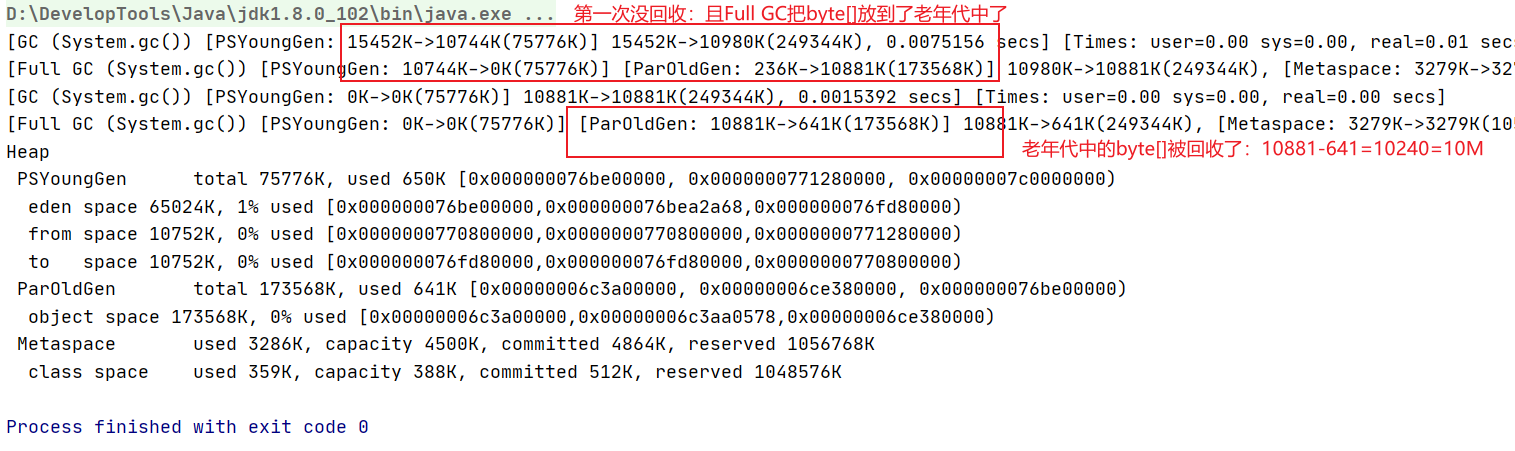 D:\DevelopTools\Java\jdk1.8.0_102\bin\java.exe ... 第一次没回收：且Full GC把byte[]放到了老年代中了
[GC (System.gc()) [PSYoungGen: 15452K->10744K(75776K)] 15452K->10980K(249344K), 0.0075156 secs] [Times: user=0.00 sys=0.00, real=0.01 secs
[Full GC (System.gc()) [PSYoungGen: 10744K->0K(75776K)] [ParOldGen: 236K->10881K(173568K)] 10980K->10881K(249344K), [Metaspace: 3279K->327
[GC (System.gc()) [PSYoungGen: 0K->0K(75776K)] 10881K->10881K(249344K), 0.0015392 secs] [Times: user=0.00 sys=0.00, real=0.00 secs]
[Full GC (System.gc()) [PSYoungGen: 0K->0K(75776K)] [ParOldGen: 10881K->641K(173568K)] 10881K->641K(249344K), [Metaspace: 3279K->3279K(105
Heap 老年代中的byte[]被回收了：10881-641=10240=10M
PSYoungGen total 75776K, used 650K [0x000000076be00000, 0x0000000771280000, 0x00000007c0000000)
eden space 65024K, 1% used [0x000000076be00000,0x000000076bea2a68,0x000000076fd80000)
from space 10752K, 0% used [0x0000000770800000,0x0000000770800000,0x0000000771280000)
to space 10752K, 0% used [0x000000076fd80000,0x000000076fd80000,0x0000000770800000)
ParOldGen total 173568K, used 641K [0x00000006c3a00000, 0x00000006ce380000, 0x000000076be00000)
object space 173568K, 0% used [0x00000006c3a00000,0x00000006c3aa0578,0x00000006ce380000)
Metaspace used 3286K, capacity 4500K, committed 4864K, reserved 1056768K
class space used 359K, capacity 388K, committed 512K, reserved 1048576K
Process finished with exit code 0